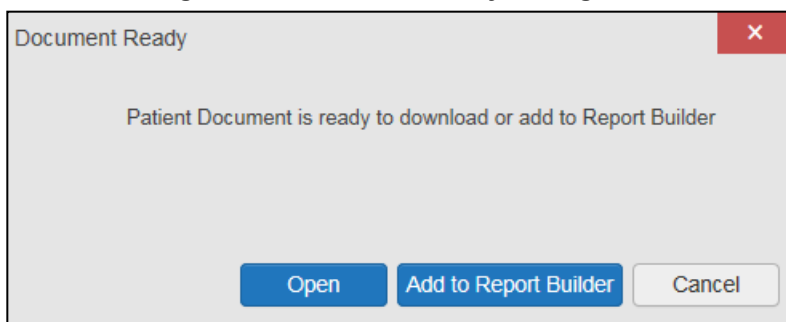 Document Ready
×
Patient Document is ready to download or add to Report Builder
Open Add to Report Builder Cancel